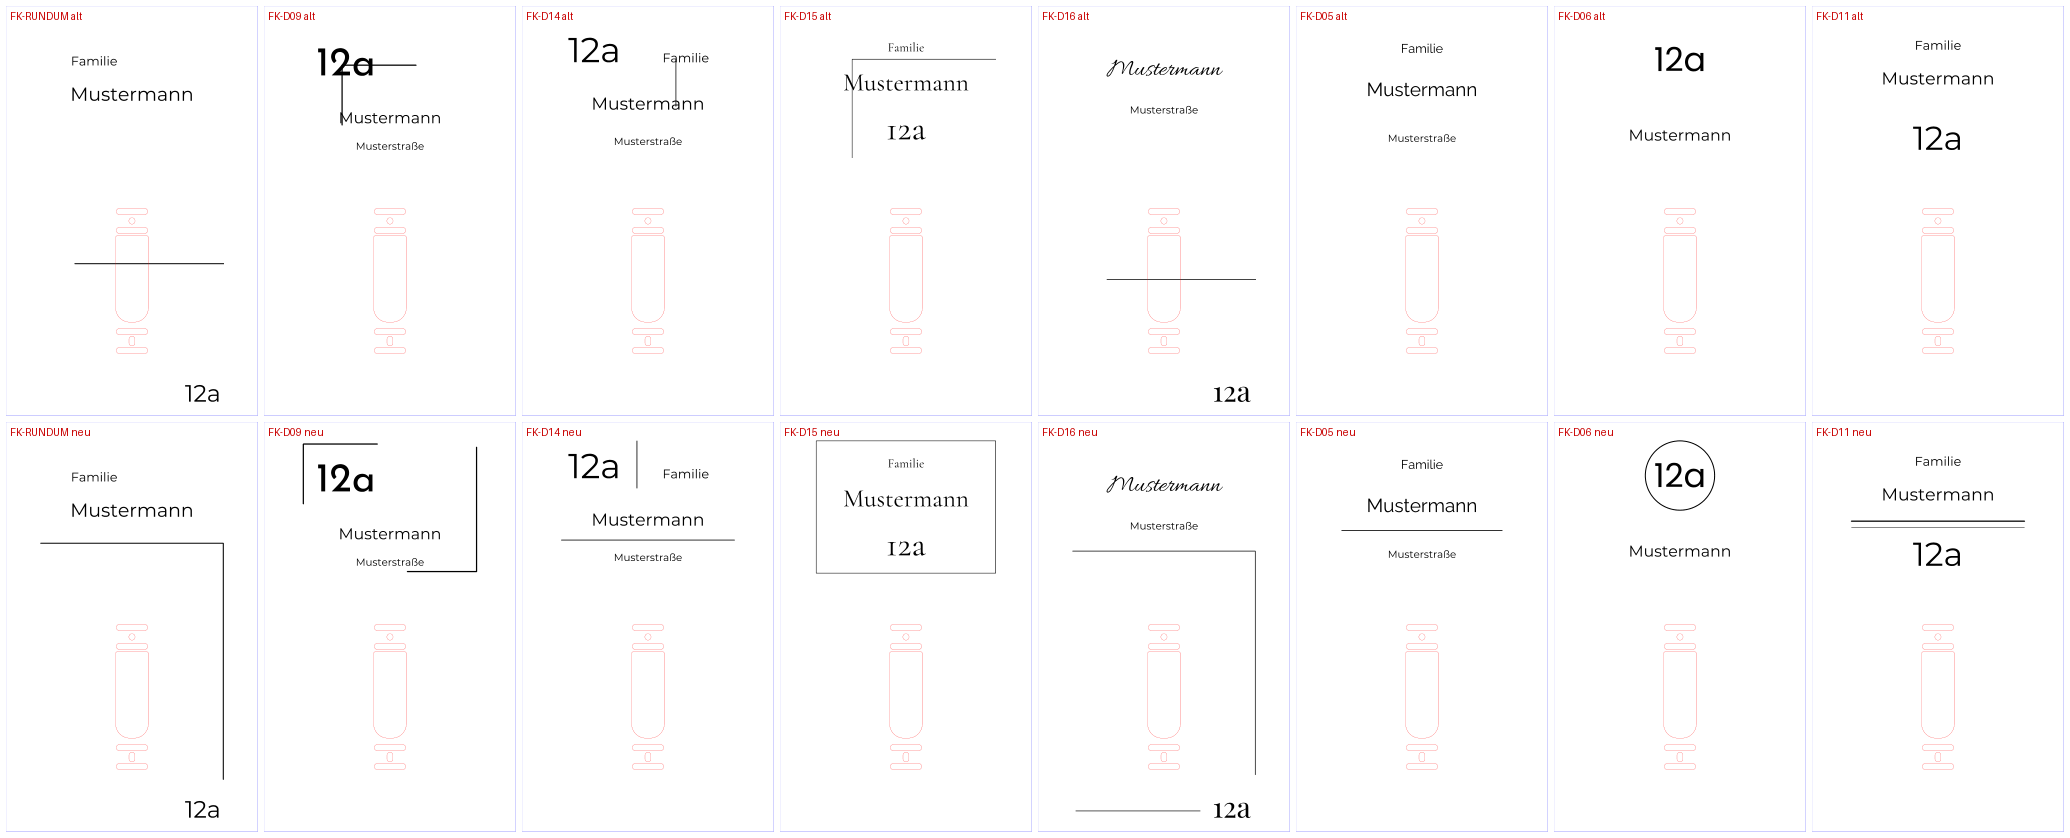 FK-RUNDUM alt
Familie
Mustermann
12a
FK-D09 alt
12a
Mustermann
Musterstraße
FK-D14 alt
12a
Familie
Mustermann
Musterstraße
FK-D15 alt
Familie
Mustermann
12a
FK-D16 alt
Mustermann
Musterstraße
12a
FK-D05 alt
Familie
Mustermann
Musterstraße
FK-D06 alt
12a
Mustermann
FK-D11 alt
Familie
Mustermann
12a
FK-RUNDUM neu
Familie
Mustermann
12a
FK-D09 neu
12a
Mustermann
Musterstraße
FK-D14 neu
12a
Familie
Mustermann
Musterstraße
FK-D15 neu
Familie
Mustermann
12a
FK-D16 neu
Mustermann
Musterstraße
12a
FK-D05 neu
Familie
Mustermann
Musterstraße
FK-D06 neu
12a
Mustermann
FK-D11 neu
Familie
Mustermann
12a